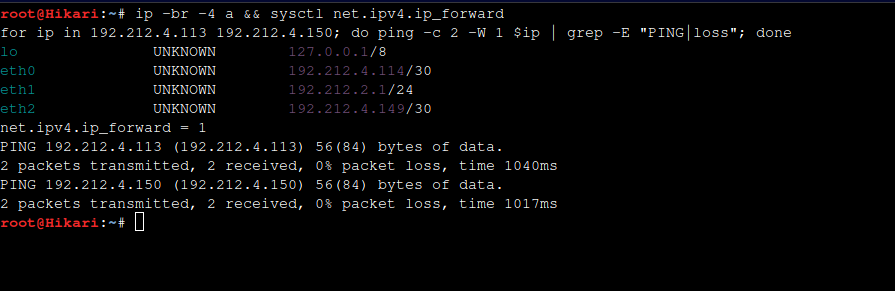 root@Hikari:~# ip -br -4 a && sysctl net.ipv4.ip_forward
for ip in 192.212.4.113 192.212.4.150; do ping -c 2 -W 1 $ip | grep -E "PING|loss"; done
lo               UNKNOWN        127.0.0.1/8
eth0             UNKNOWN        192.212.4.114/30
eth1             UNKNOWN        192.212.2.1/24
eth2             UNKNOWN        192.212.4.149/30
net.ipv4.ip_forward = 1
PING 192.212.4.113 (192.212.4.113) 56(84) bytes of data.
2 packets transmitted, 2 received, 0% packet loss, time 1040ms
PING 192.212.4.150 (192.212.4.150) 56(84) bytes of data.
2 packets transmitted, 2 received, 0% packet loss, time 1017ms
root@Hikari:~#